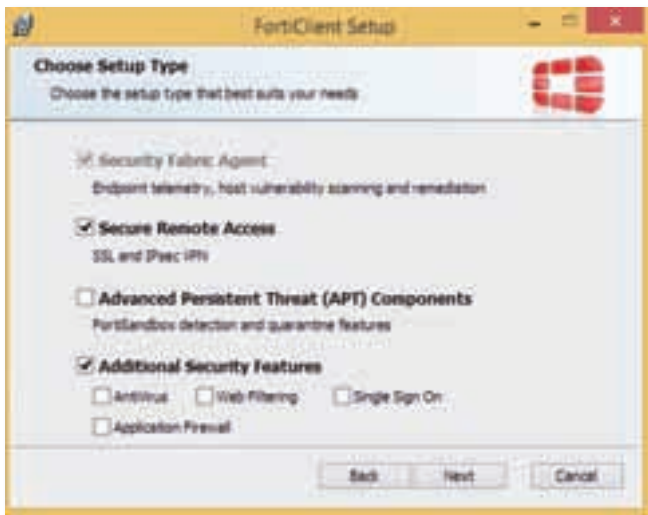 FortiClient Setup
Choose Setup Type
Choose the setup type that best suits your needs
Security Fabric Agent
Endpoint telemetry, host vulnerability scanning and remediation
Secure Remote Access
SSL and IPsec VPN
Advanced Persistent Threat (APT) Components
FortiSandbox detection and quarantine features
Additional Security Features
AntiVirus Web Filtering Single Sign On
Application Firewall
Back Next Cancel